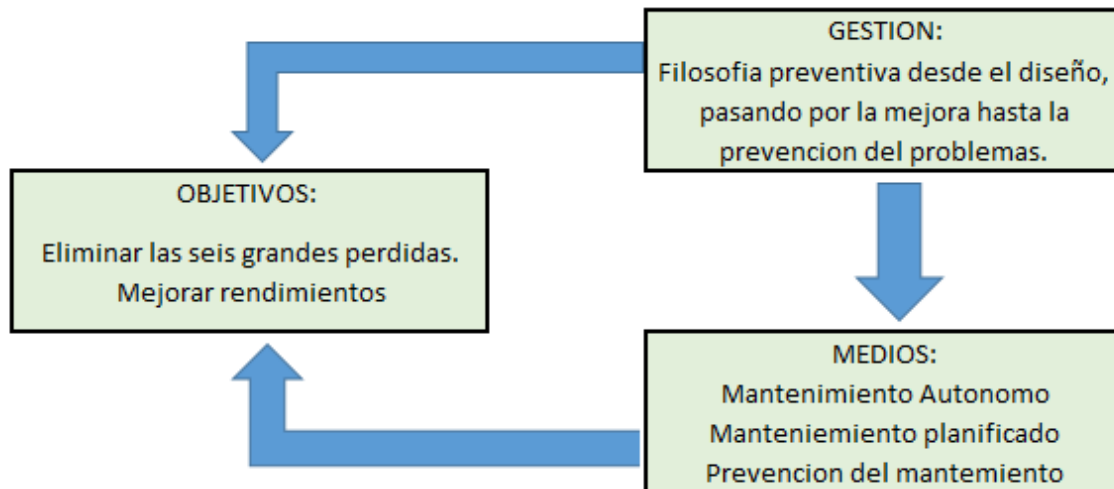 GESTION:
Filosofia preventiva desde el diseño,
pasando por la mejora hasta la
prevencion del problemas.
OBJETIVOS:
Eliminar las seis grandes perdidas.
Mejorar rendimientos
MEDIOS:
Mantenimiento Autonomo
Manteniemiento planificado
Prevencion del mantemiento